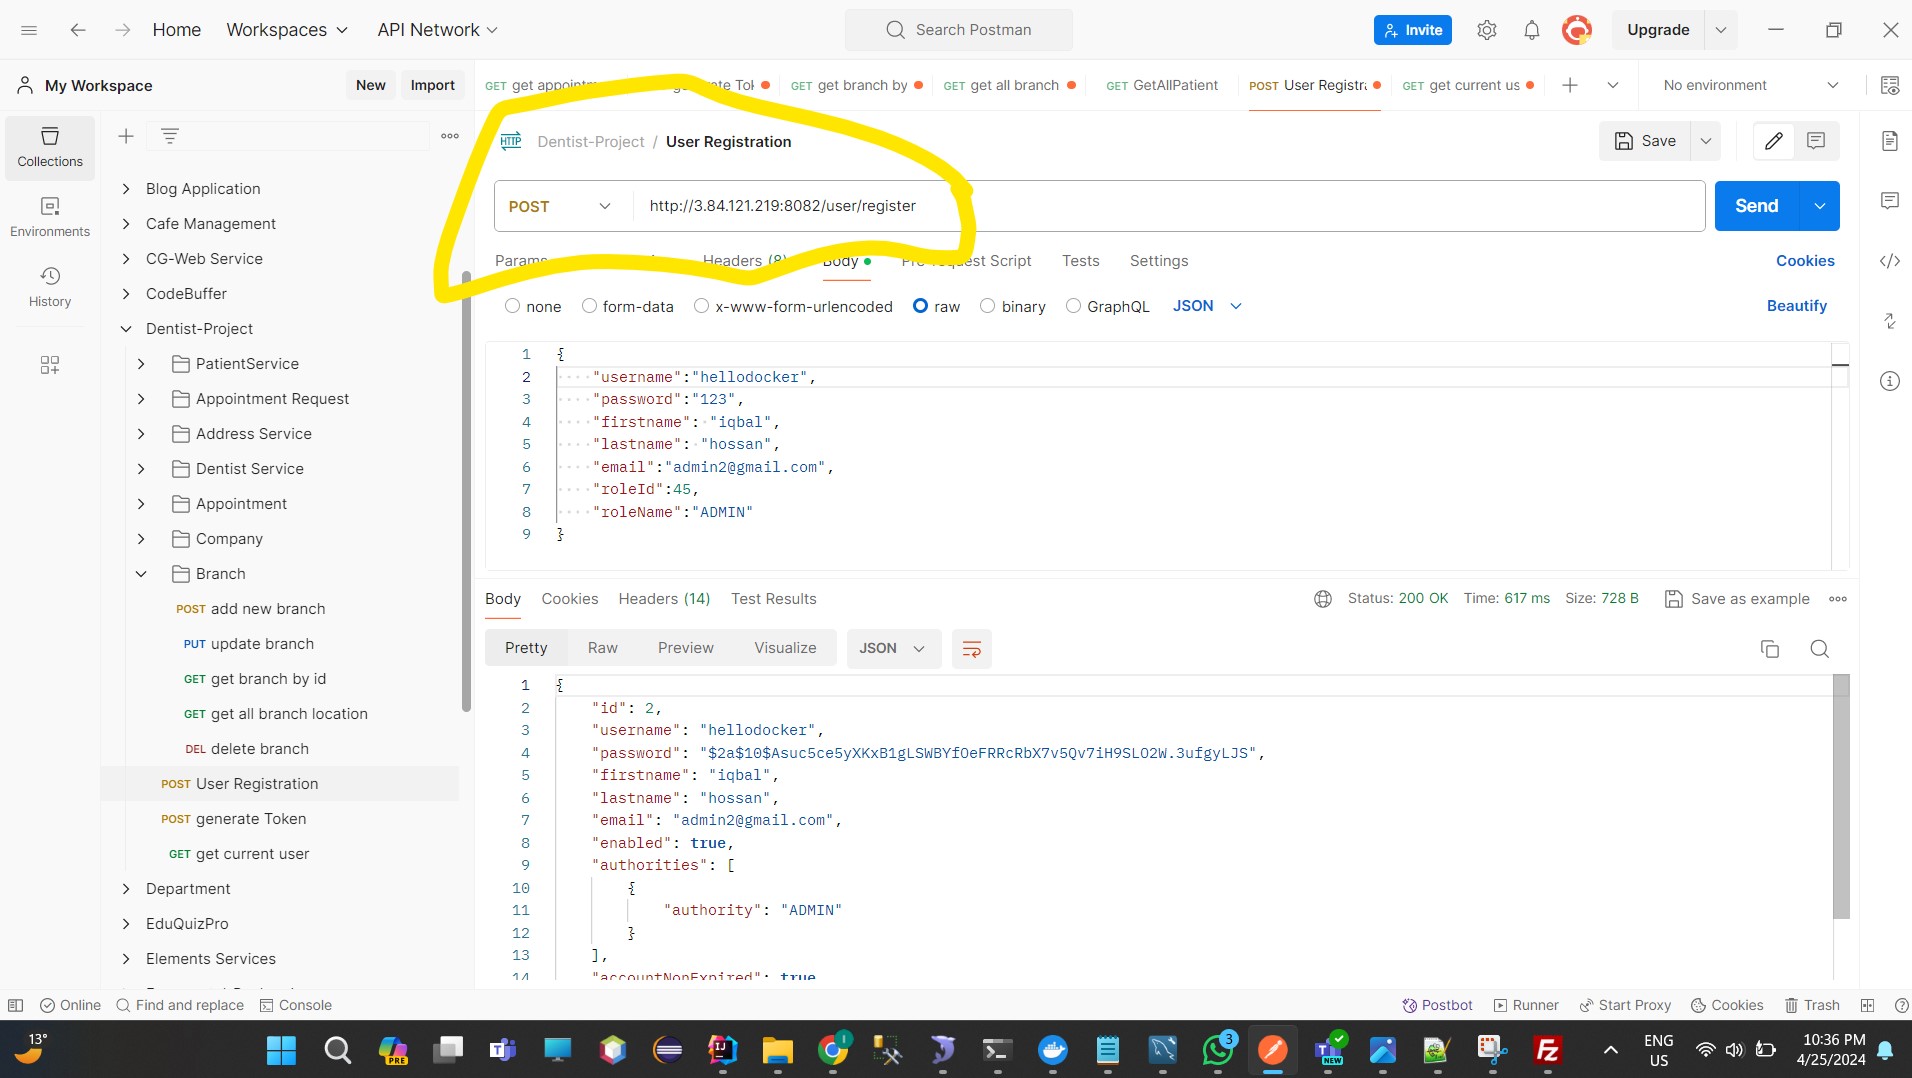 Home
Workspaces
API Network
Search Postman
Invite
Upgrade
My Workspace
New
Import
GET get appointm
te Tok
GET get branch by
GET get all branch
GET GetAllPatient
POST User Registra
GET get current us
No environment
Collections
Environments
History
Blog Application
Cafe Management
CG-Web Service
CodeBuffer
Dentist-Project
PatientService
Appointment Request
Address Service
Dentist Service
Appointment
Company
Branch
POST add new branch
PUT update branch
GET get branch by id
GET get all branch location
DEL delete branch
POST User Registration
POST generate Token
GET get current user
Department
EduQuizPro
Elements Services
HTTP Dentist-Project / User Registration
Save
POST http://3.84.121.219:8082/user/register
Send
Params
Headers (8)
Body
Script
Tests
Settings
Cookies
none
form-data
x-www-form-urlencoded
raw
binary
GraphQL
JSON
Beautify
1 {
2 "username":"hellodocker",
3 "password":"123",
4 "firstname": "iqbal",
5 "lastname": "hossan",
6 "email":"admin2@gmail.com",
7 "roleId":45,
8 "roleName":"ADMIN"
9 }
Body
Cookies
Headers (14)
Test Results
Status: 200 OK Time: 617 ms Size: 728 B
Save as example
Pretty
Raw
Preview
Visualize
JSON
1 {
2 "id": 2,
3 "username": "hellodocker",
4 "password": "$2a$10$Asuc5ce5yXKxB1gLSWBYfOeFRRcRbX7v5Qv7iH9SLO2W.3ufgyLJS",
5 "firstname": "iqbal",
6 "lastname": "hossan",
7 "email": "admin2@gmail.com",
8 "enabled": true,
9 "authorities": [
10 {
11 "authority": "ADMIN"
12 }
13 ],
14 "accountNonExpired": true
Online
Find and replace
Console
Postbot
Runner
Start Proxy
Cookies
Trash
13°
PRE
3
NEW
ENG
US
10:36 PM
4/25/2024